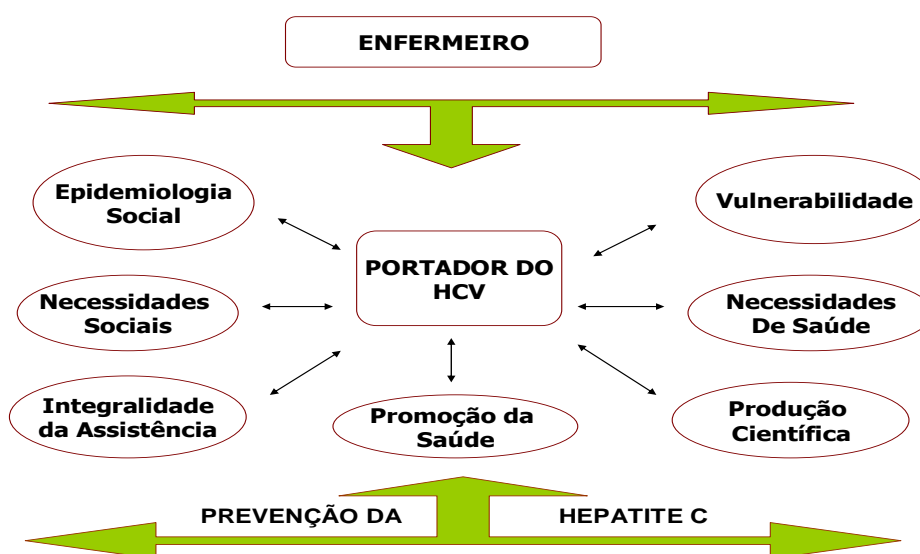 ENFERMEIRO
Epidemiologia
Social
Vulnerabilidade
PORTADOR DO
HCV
Necessidades
Sociais
Necessidades
De Saúde
Integralidade
da Assistência
Promoção da
Saúde
Produção
Científica
PREVENÇÃO DA HEPATITE C